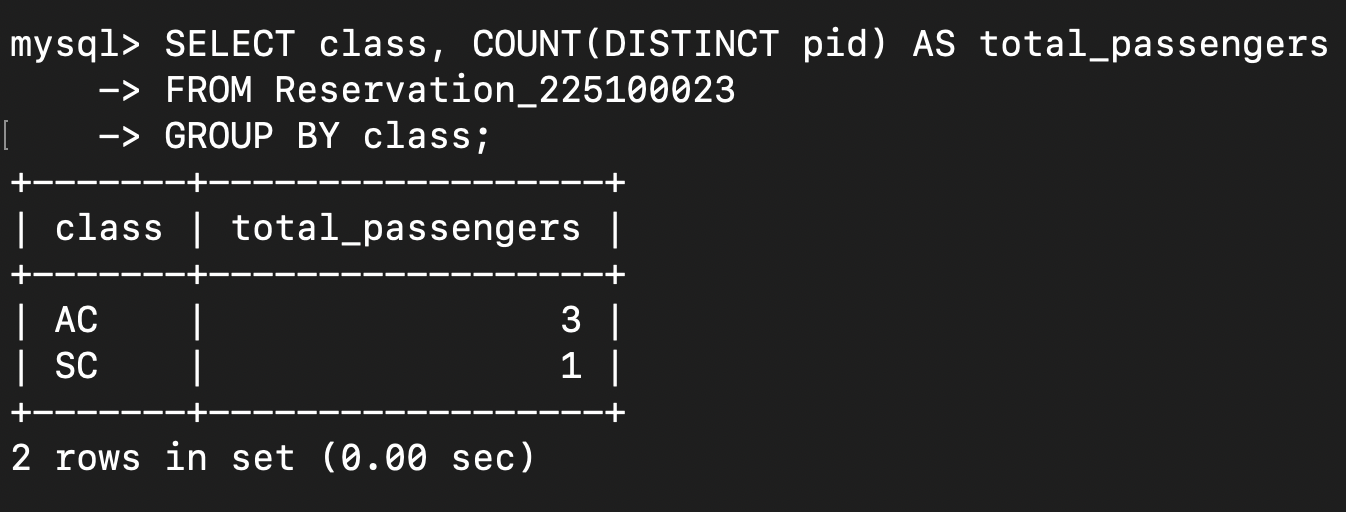 mysql> SELECT class, COUNT(DISTINCT pid) AS total_passengers
    -> FROM Reservation_225100023
[    -> GROUP BY class;
+-------+------------------+
| class | total_passengers |
+-------+------------------+
| AC    |                3 |
| SC    |                1 |
+-------+------------------+
2 rows in set (0.00 sec)